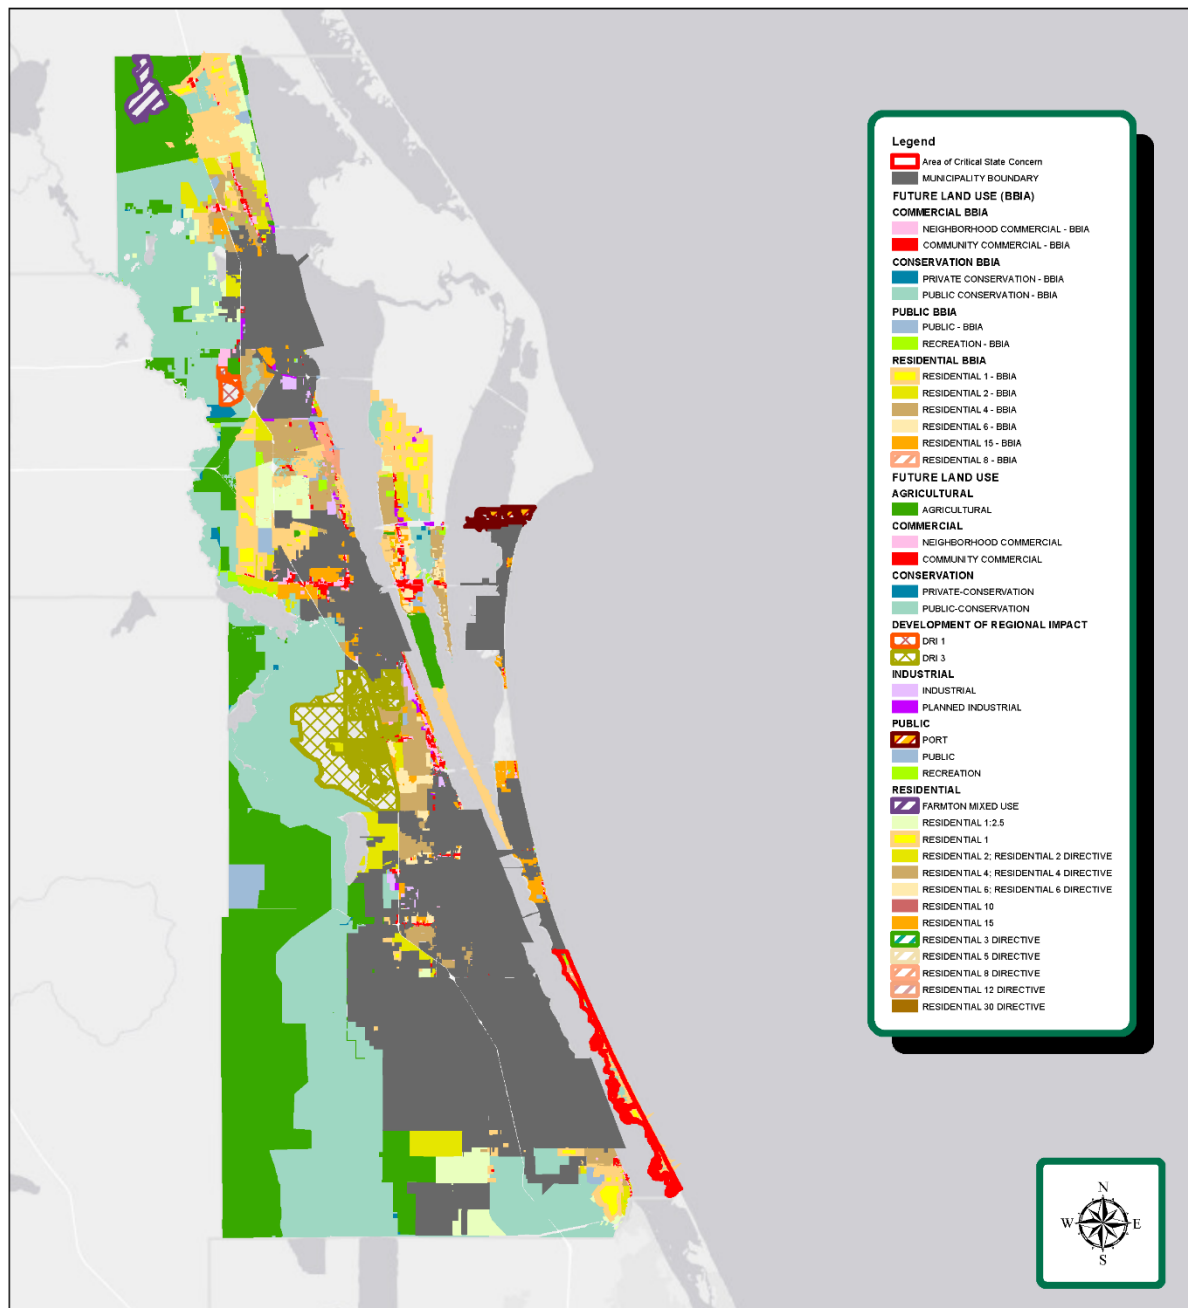 Legend
Area of Critical State Concern
MUNICIPALITY BOUNDARY
FUTURE LAND USE (BBIA)
COMMERCIAL BBIA
NEIGHBORHOOD COMMERCIAL - BBIA
COMMUNITY COMMERCIAL - BBIA
CONSERVATION BBIA
PRIVATE CONSERVATION - BBIA
PUBLIC CONSERVATION - BBIA
PUBLIC BBIA
PUBLIC - BBIA
RECREATION - BBIA
RESIDENTIAL BBIA
RESIDENTIAL 1 - BBIA
RESIDENTIAL 2 - BBIA
RESIDENTIAL 4 - BBIA
RESIDENTIAL 6 - BBIA
RESIDENTIAL 15 - BBIA
RESIDENTIAL 8 - BBIA
FUTURE LAND USE
AGRICULTURAL
AGRICULTURAL
COMMERCIAL
NEIGHBORHOOD COMMERCIAL
COMMUNITY COMMERCIAL
CONSERVATION
PRIVATE-CONSERVATION
PUBLIC-CONSERVATION
DEVELOPMENT OF REGIONAL IMPACT
DRI 1
DRI 3
INDUSTRIAL
INDUSTRIAL
PLANNED INDUSTRIAL
PUBLIC
PORT
PUBLIC
RECREATION
RESIDENTIAL
FARMTON MIXED USE
RESIDENTIAL 1:2.5
RESIDENTIAL 1
RESIDENTIAL 2; RESIDENTIAL 2 DIRECTIVE
RESIDENTIAL 4; RESIDENTIAL 4 DIRECTIVE
RESIDENTIAL 6; RESIDENTIAL 6 DIRECTIVE
RESIDENTIAL 10
RESIDENTIAL 15
RESIDENTIAL 3 DIRECTIVE
RESIDENTIAL 5 DIRECTIVE
RESIDENTIAL 8 DIRECTIVE
RESIDENTIAL 12 DIRECTIVE
RESIDENTIAL 30 DIRECTIVE
N
W E
S